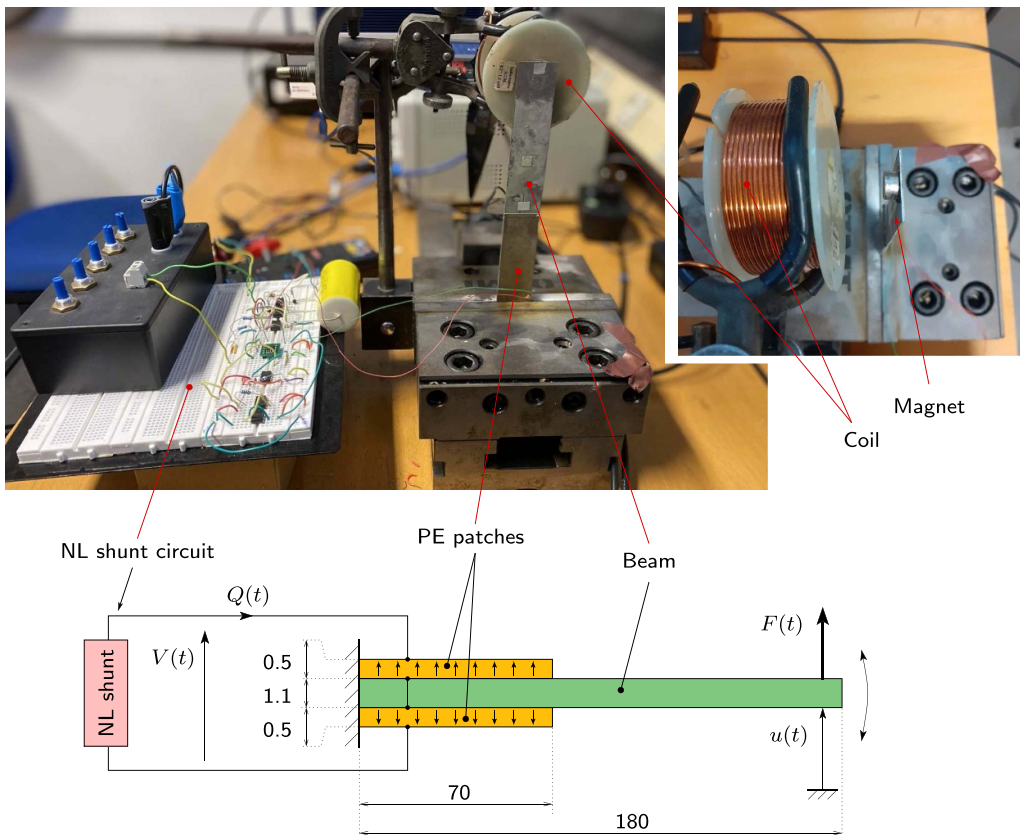 Magnet
Coil
PE patches
NL shunt circuit
Beam
Q(t)
F(t)
V(t)
NL shunt
0.5
1.1
0.5
u(t)
70
180